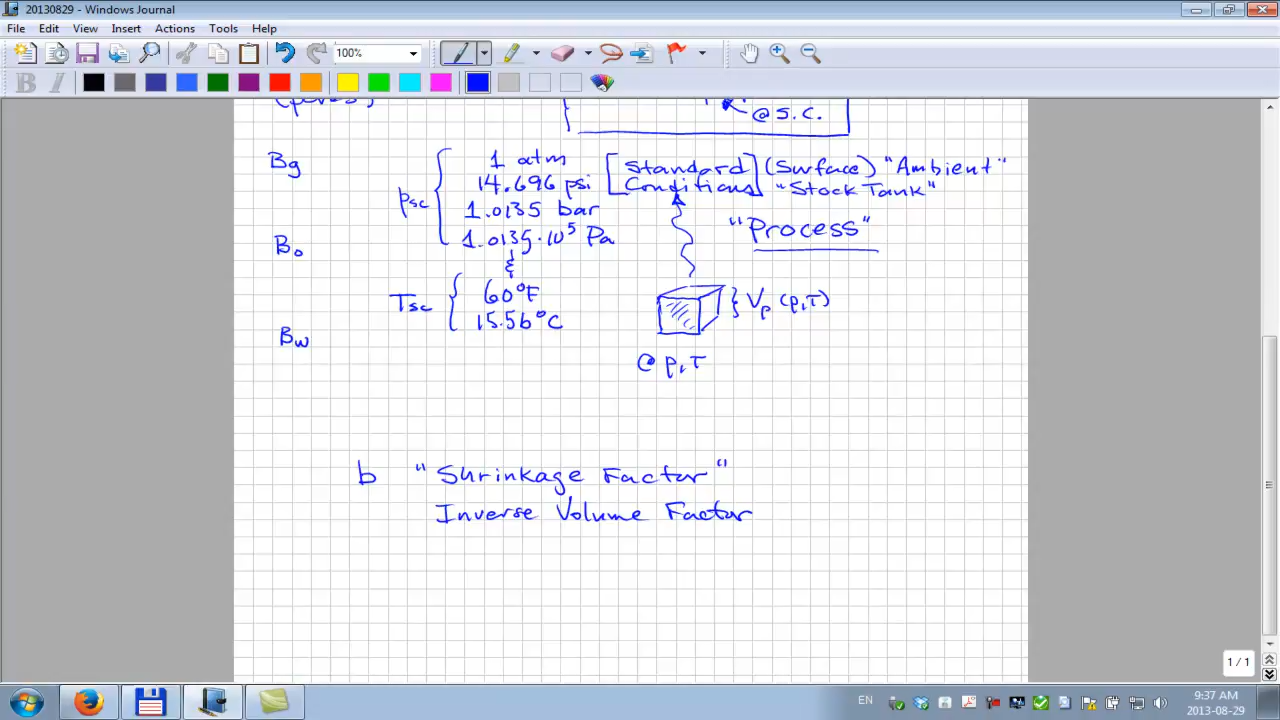 20130829 - Windows Journal
File Edit View Insert Actions Tools Help
100%
@ s.c.
Bg
psc
1 atm
14.696 psi
1.0135 bar
1.0135·10⁵ Pa
&
[Standard Conditions] (Surface) "Ambient"
"Stock Tank"
"Process"
Bo
Tsc
60°F
15.56°C
Vp (p,T)
Bw
@ p,T
b "Shrinkage Factor"
Inverse Volume Factor
1 / 1
EN
9:37 AM
2013-08-29